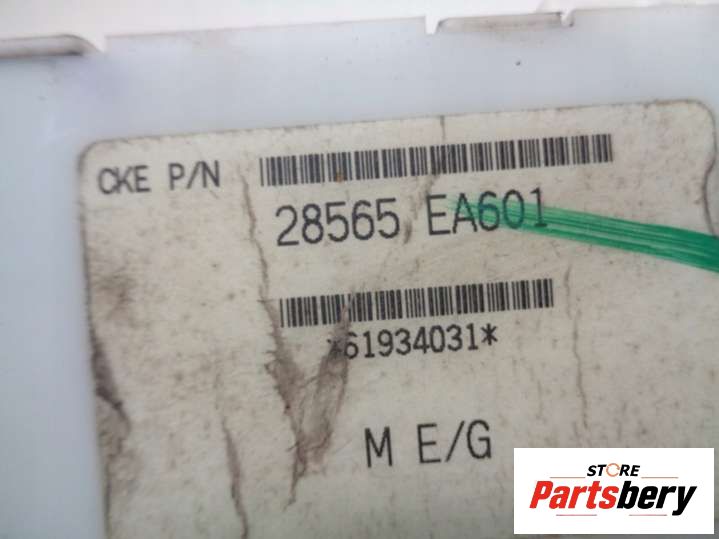 CKE P/N
28565 EA601
*61934031*
M E/G
STORE
Partsbery